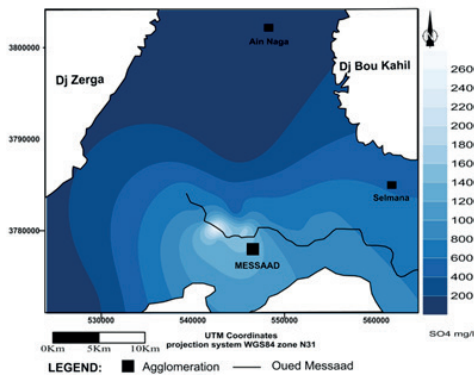 3800000
Ain Naga
N
Dj Zerga
Dj Bou Kahil
2600
2400
2200
2000
1800
1600
1400
1200
1000
800
600
400
200
3790000
Selmana
3780000
MESSAAD
530000
540000
550000
560000
0Km
5Km
10Km
UTM Coordinates
projection system WGS84 zone N31
SO4 mg/l
LEGEND: Agglomeration Oued Messaad